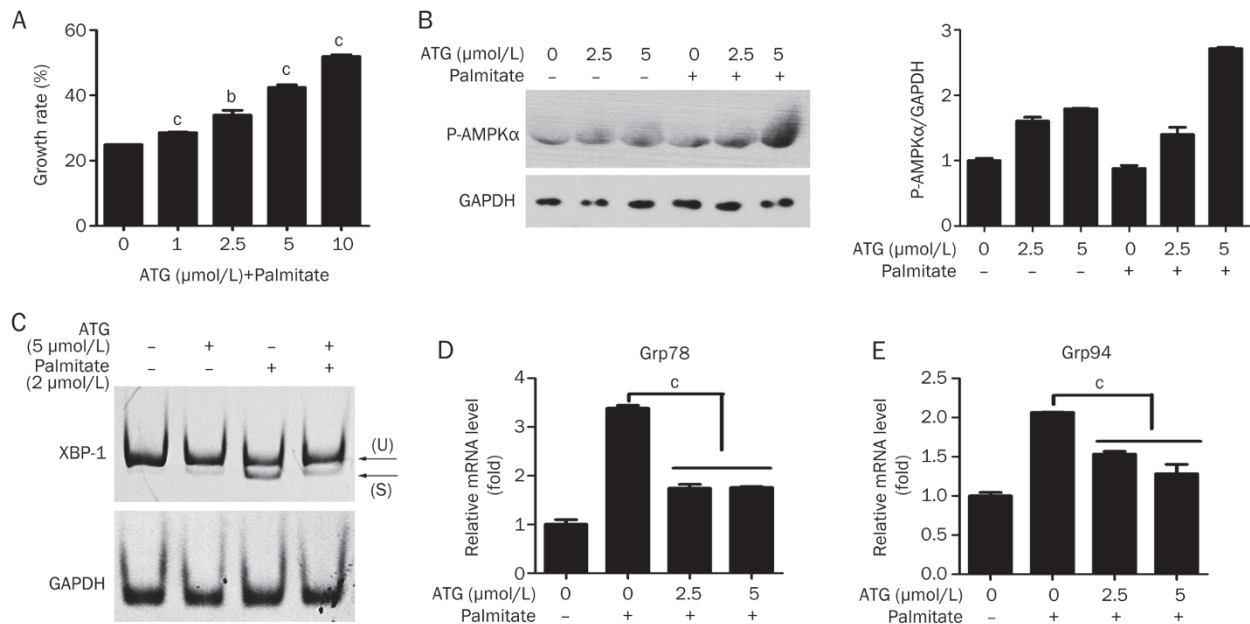 A
Growth rate (%)
60
40
20
0
c
b
c
c
0 1 2.5 5 10
ATG (μmol/L)+Palmitate
B
ATG (μmol/L) 0 2.5 5 0 2.5 5
Palmitate – – – + + +
P-AMPKα
GAPDH
P-AMPKα/GAPDH
3
2
1
0
ATG (μmol/L) 0 2.5 5 0 2.5 5
Palmitate – – – + + +
C
ATG
(5 μmol/L) – + – +
Palmitate – – + +
(2 μmol/L)
XBP-1
(U)
(S)
GAPDH
D
Grp78
Relative mRNA level
(fold)
4
3
2
1
0
c
ATG (μmol/L) 0 0 2.5 5
Palmitate – + + +
E
Grp94
Relative mRNA level
(fold)
2.5
2.0
1.5
1.0
0.5
0.0
c
ATG (μmol/L) 0 0 2.5 5
Palmitate – + + +